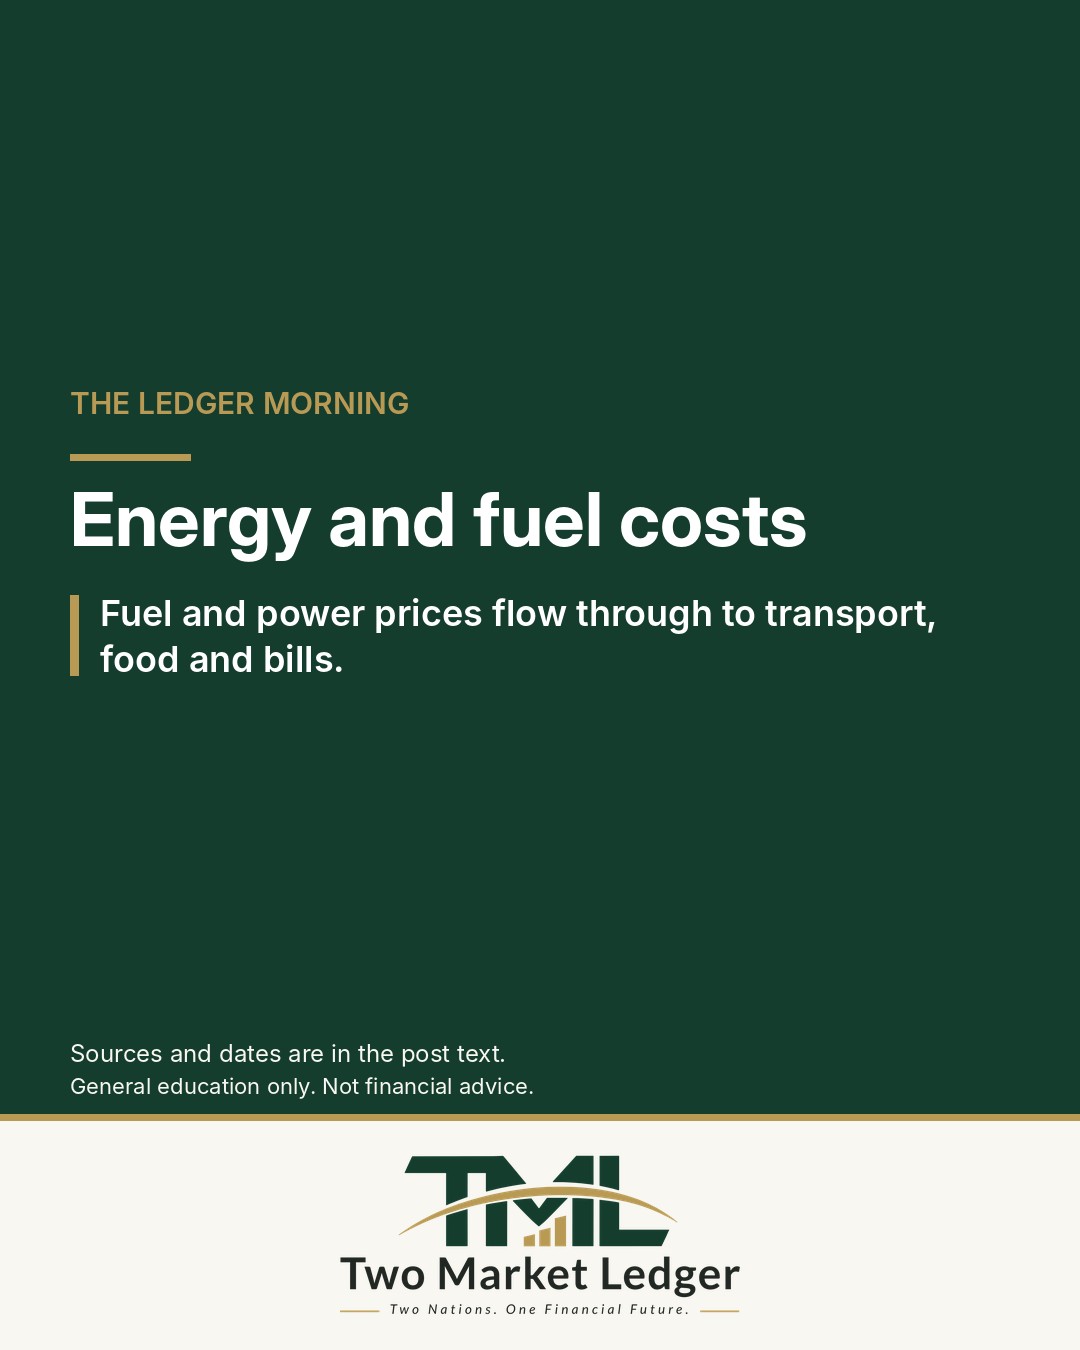 THE LEDGER MORNING
Energy and fuel costs
Fuel and power prices flow through to transport,
food and bills.
Sources and dates are in the post text.
General education only. Not financial advice.
TML
Two Market Ledger
Two Nations. One Financial Future.